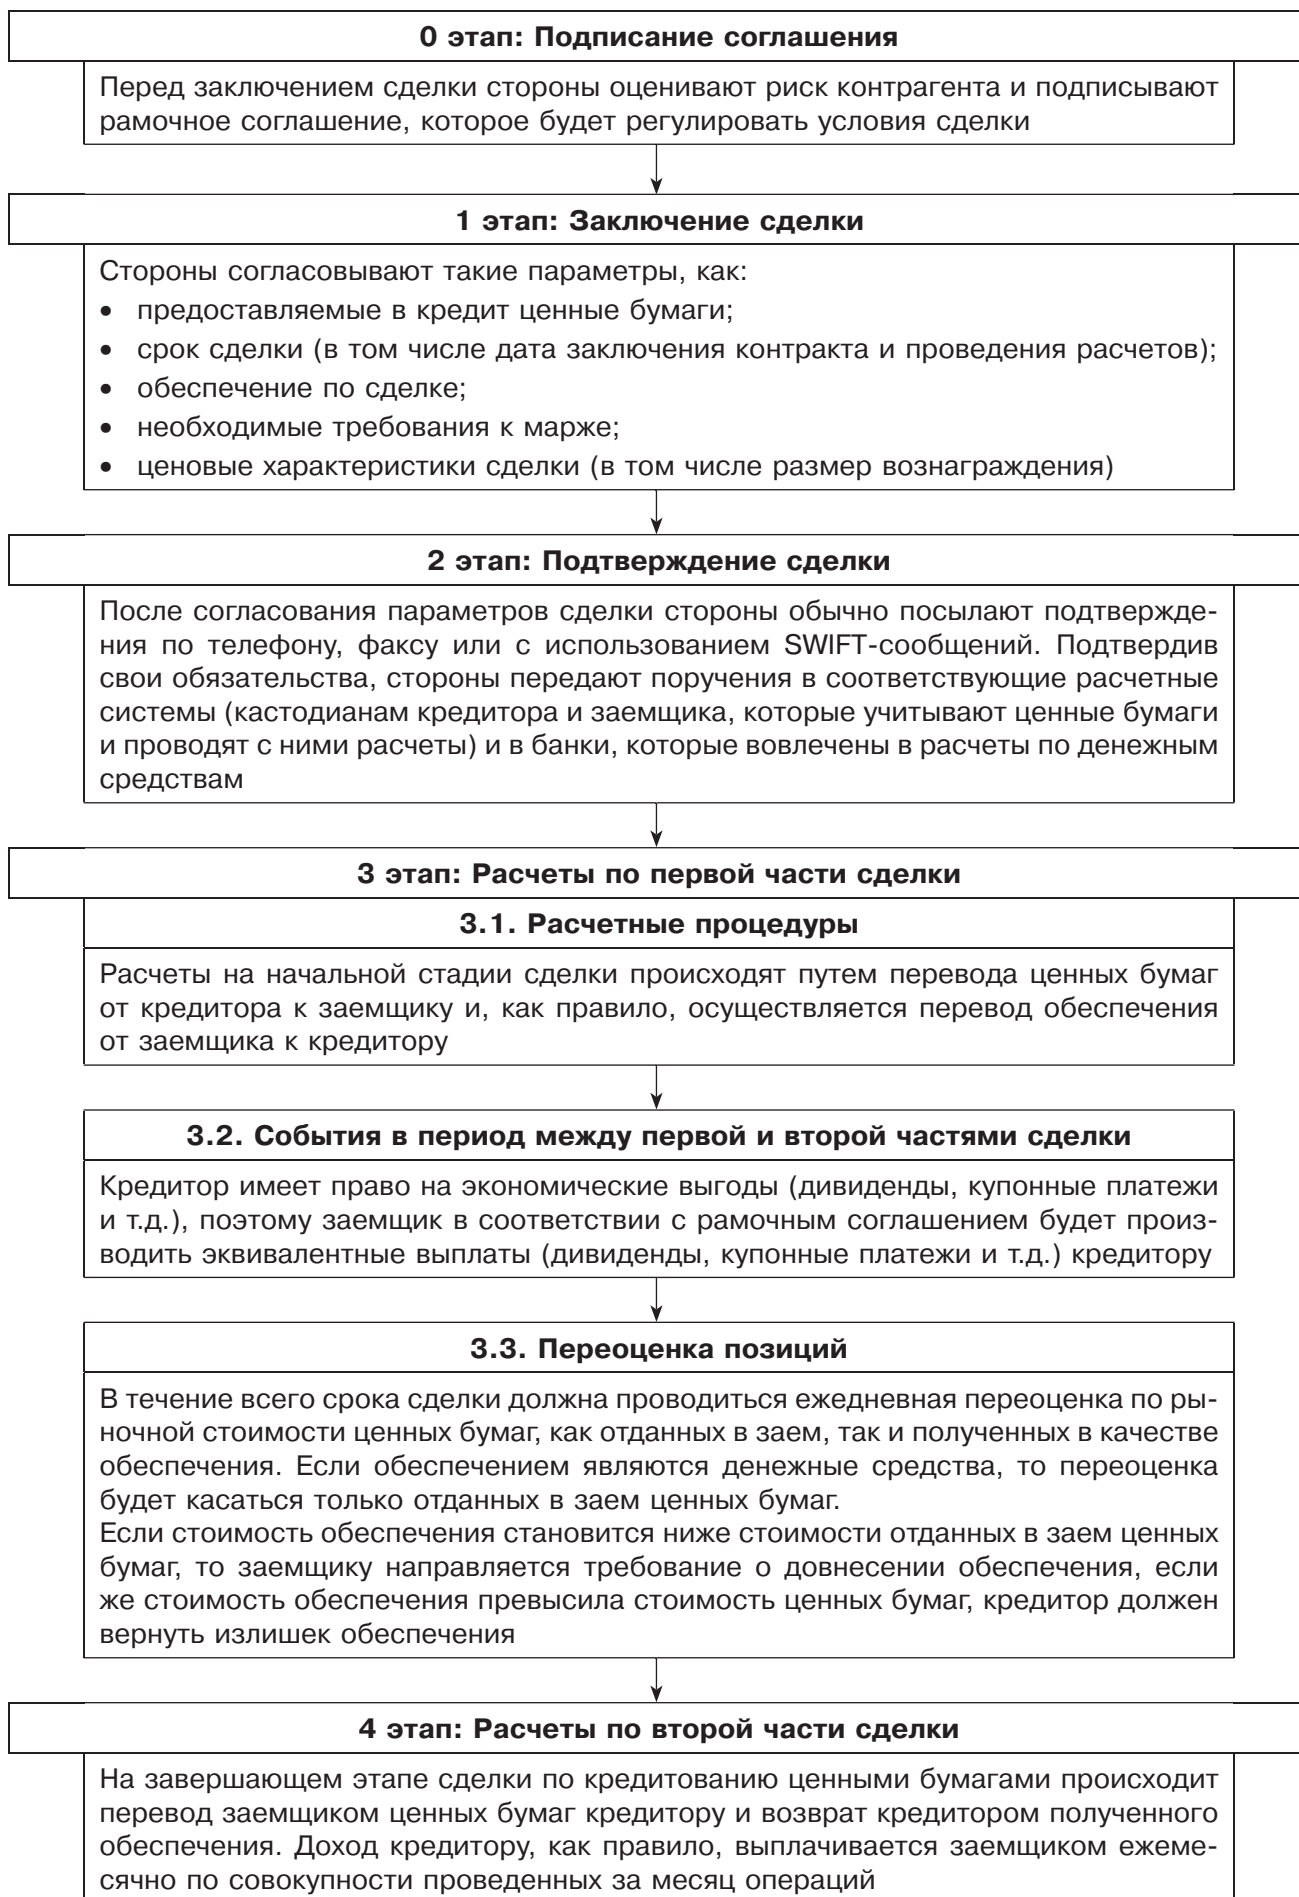 0 этап: Подписание соглашения
Перед заключением сделки стороны оценивают риск контрагента и подписывают
рамочное соглашение, которое будет регулировать условия сделки
1 этап: Заключение сделки
Стороны согласовывают такие параметры, как:
• предоставляемые в кредит ценные бумаги;
• срок сделки (в том числе дата заключения контракта и проведения расчетов);
• обеспечение по сделке;
• необходимые требования к марже;
• ценовые характеристики сделки (в том числе размер вознаграждения)
2 этап: Подтверждение сделки
После согласования параметров сделки стороны обычно посылают подтвержде-
ния по телефону, факсу или с использованием SWIFT-сообщений. Подтвердив
свои обязательства, стороны передают поручения в соответствующие расчетные
системы (кастодианам кредитора и заемщика, которые учитывают ценные бумаги
и проводят с ними расчеты) и в банки, которые вовлечены в расчеты по денежным
средствам
3 этап: Расчеты по первой части сделки
3.1. Расчетные процедуры
Расчеты на начальной стадии сделки происходят путем перевода ценных бумаг
от кредитора к заемщику и, как правило, осуществляется перевод обеспечения
от заемщика к кредитору
3.2. События в период между первой и второй частями сделки
Кредитор имеет право на экономические выгоды (дивиденды, купонные платежи
и т.д.), поэтому заемщик в соответствии с рамочным соглашением будет произ-
водить эквивалентные выплаты (дивиденды, купонные платежи и т.д.) кредитору
3.3. Переоценка позиций
В течение всего срока сделки должна проводиться ежедневная переоценка по ры-
ночной стоимости ценных бумаг, как отданных в заем, так и полученных в качестве
обеспечения. Если обеспечением являются денежные средства, то переоценка
будет касаться только отданных в заем ценных бумаг.
Если стоимость обеспечения становится ниже стоимости отданных в заем ценных
бумаг, то заемщику направляется требование о довнесении обеспечения, если
же стоимость обеспечения превысила стоимость ценных бумаг, кредитор должен
вернуть излишек обеспечения
4 этап: Расчеты по второй части сделки
На завершающем этапе сделки по кредитованию ценными бумагами происходит
перевод заемщиком ценных бумаг кредитору и возврат кредитором полученного
обеспечения. Доход кредитору, как правило, выплачивается заемщиком ежеме-
сячно по совокупности проведенных за месяц операций